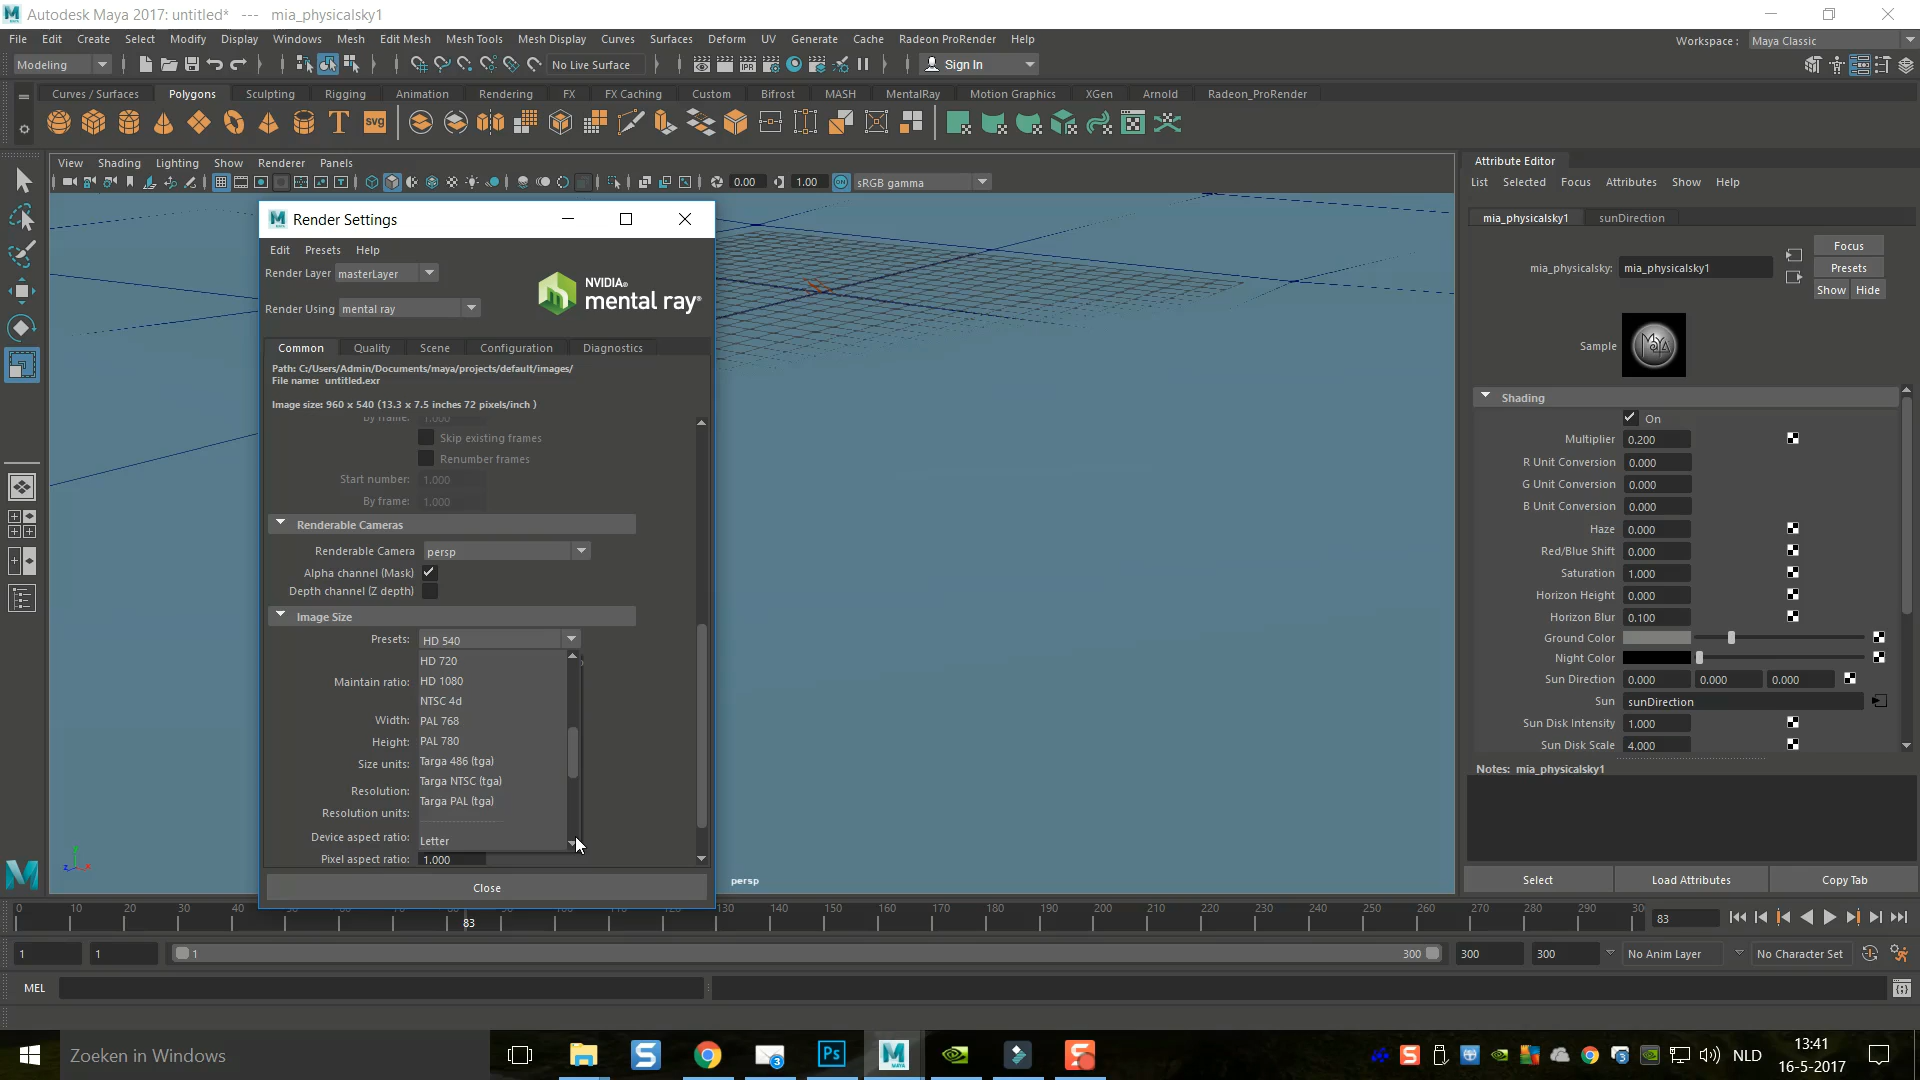 Autodesk Maya 2017: untitled*   ---   mia_physicalsky1
File Edit Create Select Modify Display Windows Mesh Edit Mesh Mesh Tools Mesh Display Curves Surfaces Deform UV Generate Cache Radeon ProRender Help
Workspace : Maya Classic
Modeling No Live Surface Sign In
Curves / Surfaces Polygons Sculpting Rigging Animation Rendering FX FX Caching Custom Bifrost MASH MentalRay Motion Graphics XGen Arnold Radeon_ProRender
View Shading Lighting Show Renderer Panels
0.00 1.00 sRGB gamma
Render Settings
Edit Presets Help
Render Layer masterLayer
Render Using mental ray
NVIDIA®
mental ray®
Common Quality Scene Configuration Diagnostics
Path: C:/Users/Admin/Documents/maya/projects/default/images/
File name: untitled.exr
Image size: 960 x 540 (13.3 x 7.5 inches 72 pixels/inch )
By frame: 1.000
Skip existing frames
Renumber frames
Start number: 1.000
By frame: 1.000
Renderable Cameras
Renderable Camera persp
Alpha channel (Mask)
Depth channel (Z depth)
Image Size
Presets: HD 540
HD 720
Maintain ratio: HD 1080
NTSC 4d
Width: PAL 768
Height: PAL 780
Size units: Targa 486 (tga)
Targa NTSC (tga)
Resolution: Targa PAL (tga)
Resolution units:
Device aspect ratio: Letter
Pixel aspect ratio: 1.000
Close
persp
Attribute Editor
List Selected Focus Attributes Show Help
mia_physicalsky1 sunDirection
mia_physicalsky: mia_physicalsky1
Focus
Presets
Show Hide
Sample
Shading
On
Multiplier 0.200
R Unit Conversion 0.000
G Unit Conversion 0.000
B Unit Conversion 0.000
Haze 0.000
Red/Blue Shift 0.000
Saturation 1.000
Horizon Height 0.000
Horizon Blur 0.100
Ground Color
Night Color
Sun Direction 0.000 0.000 0.000
Sun sunDirection
Sun Disk Intensity 1.000
Sun Disk Scale 4.000
Notes: mia_physicalsky1
Select Load Attributes Copy Tab
0 10 20 30 40 83 130 140 150 160 170 180 190 200 210 220 230 240 250 260 270 280 290 30 83
1 1 1 300 300 300 No Anim Layer No Character Set
MEL
Zoeken in Windows
NLD
13:41
16-5-2017